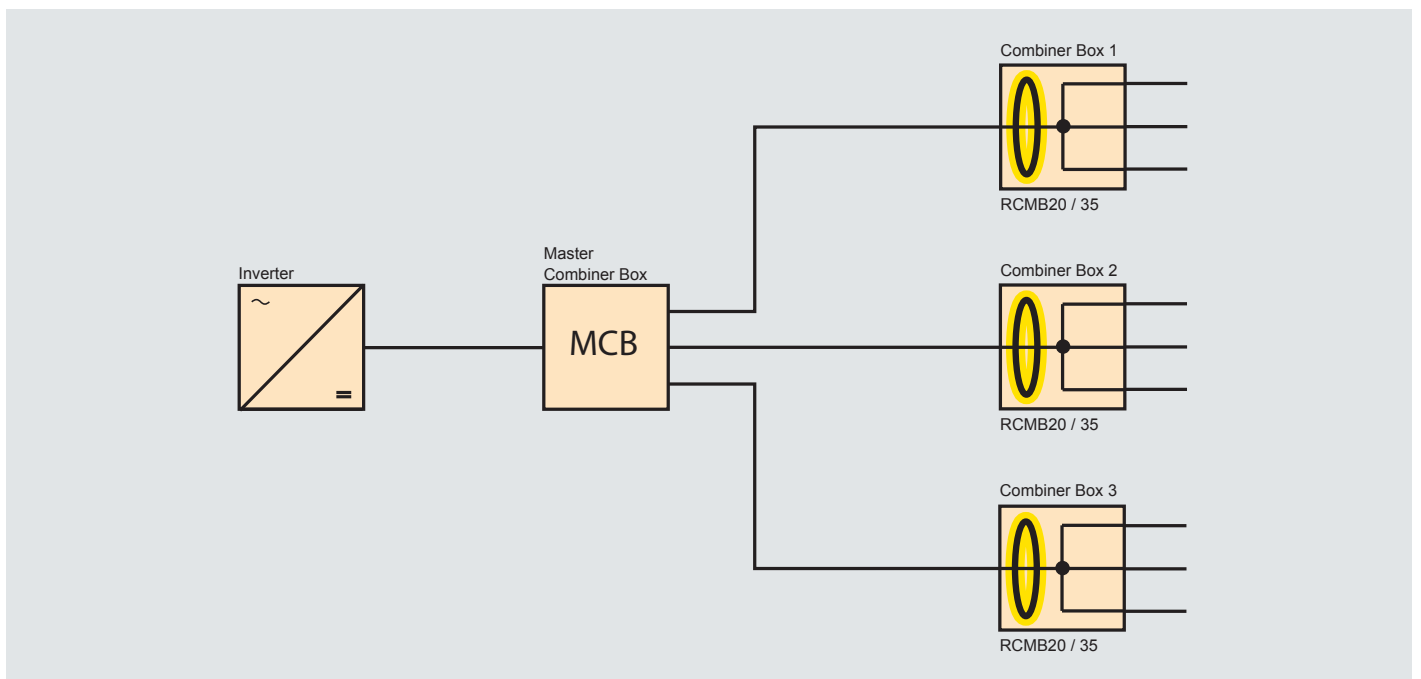 Combiner Box 1
RCMB20 / 35
Master
Combiner Box
Inverter
MCB
Combiner Box 2
RCMB20 / 35
Combiner Box 3
RCMB20 / 35